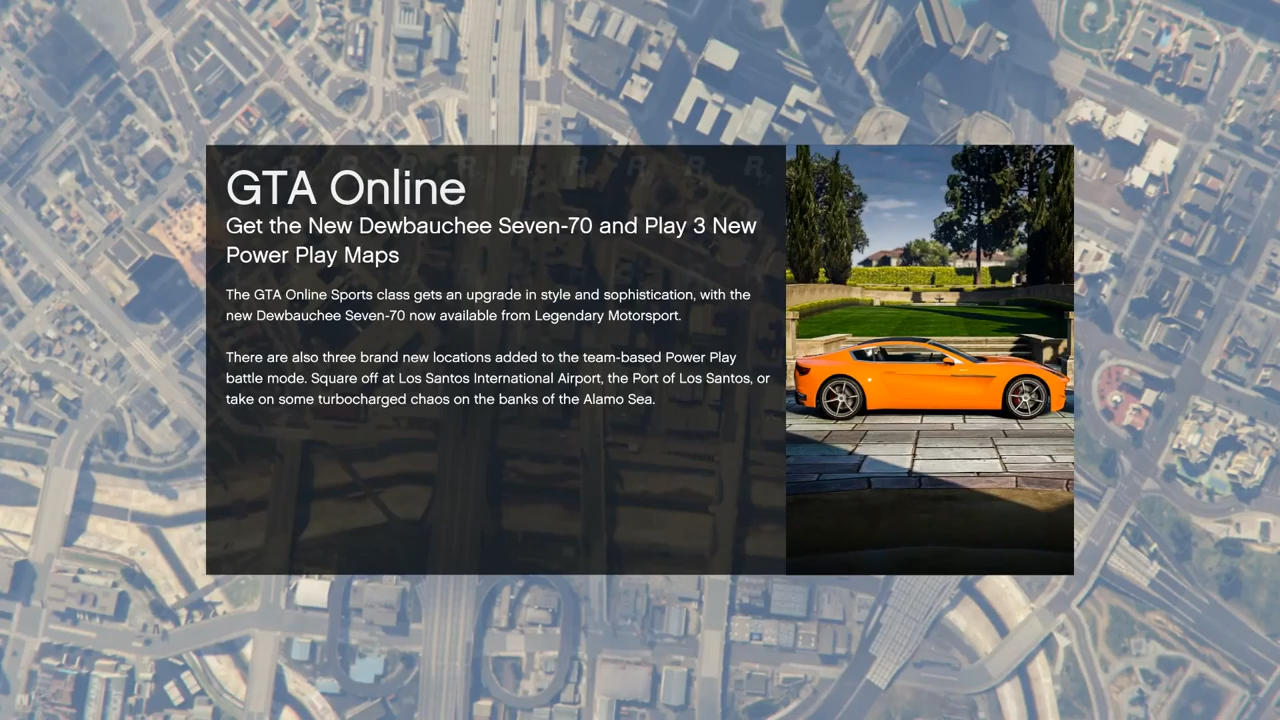 GTA Online
Get the New Dewbauchee Seven-70 and Play 3 New
Power Play Maps
The GTA Online Sports class gets an upgrade in style and sophistication, with the
new Dewbauchee Seven-70 now available from Legendary Motorsport.
There are also three brand new locations added to the team-based Power Play
battle mode. Square off at Los Santos International Airport, the Port of Los Santos, or
take on some turbocharged chaos on the banks of the Alamo Sea.